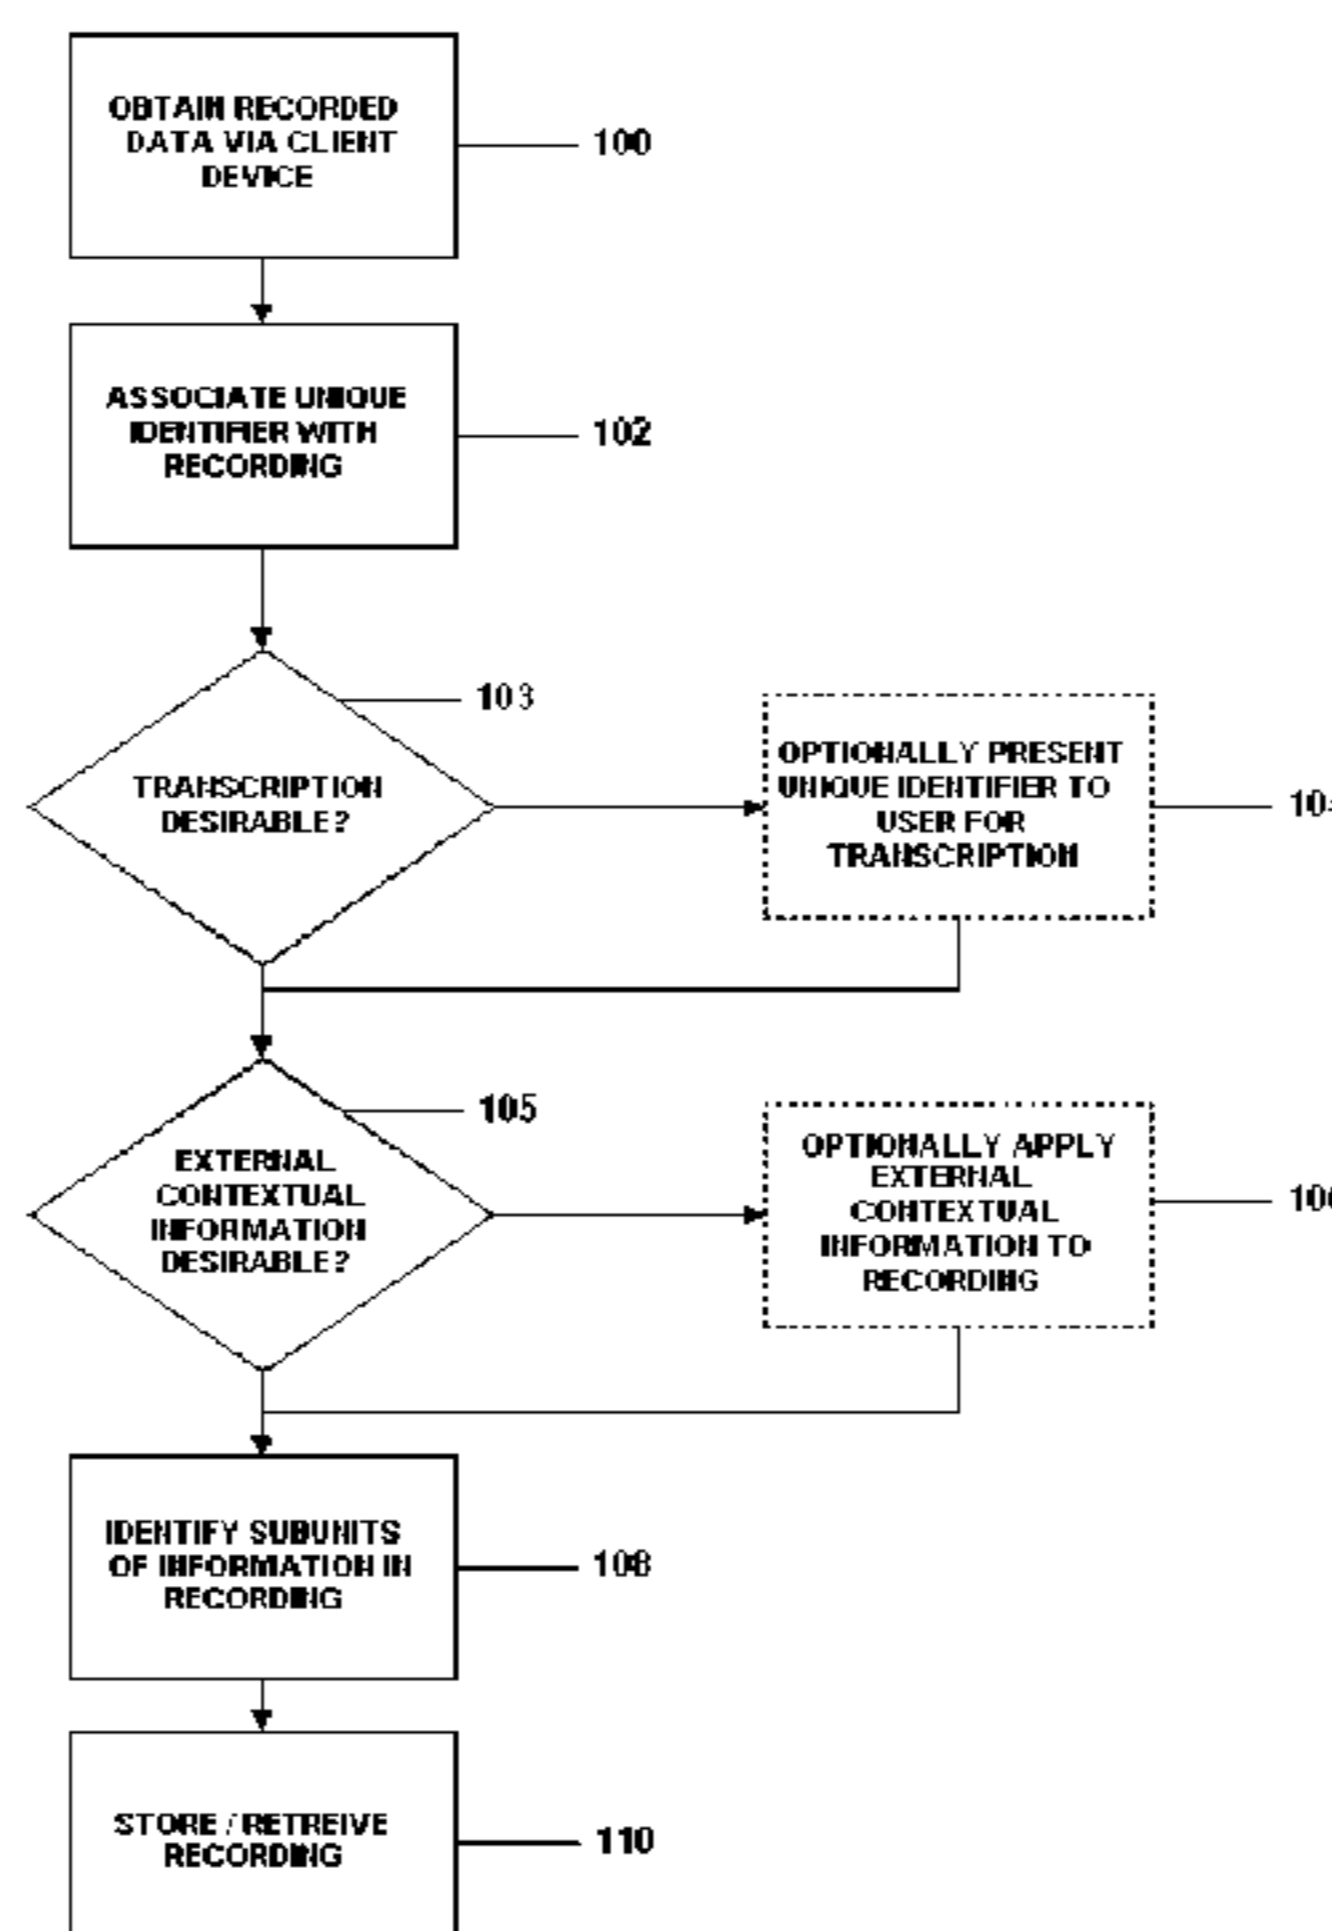 OBTAIN RECORDED
DATA VIA CLIENT
DEVICE
100
ASSOCIATE UNIQUE
IDENTIFIER WITH
RECORDING
102
103
TRANSCRIPTION
DESIRABLE?
OPTIONALLY PRESENT
UNIQUE IDENTIFIER TO
USER FOR
TRANSCRIPTION
105
EXTERNAL
CONTEXTUAL
INFORMATION
DESIRABLE?
OPTIONALLY APPLY
EXTERNAL
CONTEXTUAL
INFORMATION TO
RECORDING
IDENTIFY SUBUNITS
OF INFORMATION IN
RECORDING
108
STORE / RETREIVE
RECORDING
110